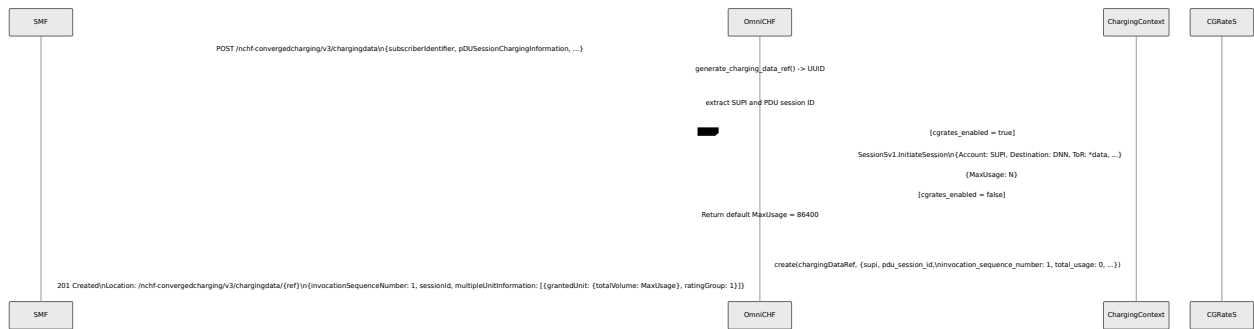 SMF OmniCHF ChargingContext CGRateS
POST /nchf-convergedcharging/v3/chargingdata\n{subscriberIdentifier, pDUSessionChargingInformation, ...}
generate_charging_data_ref() -> UUID
extract SUPI and PDU session ID
[cgrates_enabled = true]
SessionSv1.InitiateSession\n{Account: SUPI, Destination: DNN, ToR: *data, ...}
{MaxUsage: N}
[cgrates_enabled = false]
Return default MaxUsage = 86400
create(chargingDataRef, {supi, pdu_session_id,\ninvocation_sequence_number: 1, total_usage: 0, ...})
201 Created\nLocation: /nchf-convergedcharging/v3/chargingdata/{ref}\n{invocationSequenceNumber: 1, sessionId, multipleUnitInformation: [{grantedUnit: {totalVolume: MaxUsage}, ratingGroup: 1}]}
SMF OmniCHF ChargingContext CGRateS